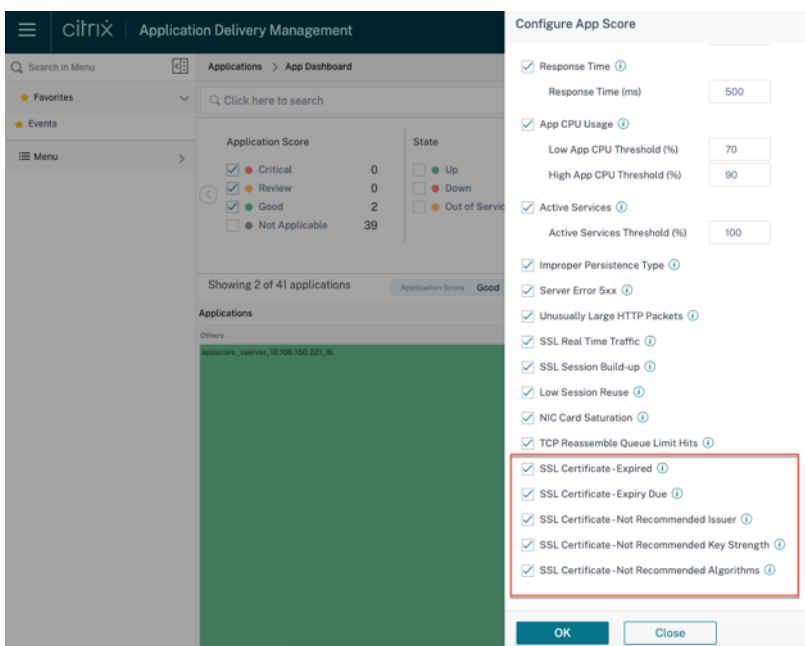 citrix | Application Delivery Management
Search in Menu
Favorites
Events
Menu
Applications > App Dashboard
Click here to search
Application Score
Critical 0
Review 0
Good 2
Not Applicable 39
State
Up
Down
Out of Servic
Showing 2 of 41 applications
Application Score Good
Applications
Others
appscore_vserver_10.106.150.221_lb
Configure App Score
Response Time
Response Time (ms) 500
App CPU Usage
Low App CPU Threshold (%) 70
High App CPU Threshold (%) 90
Active Services
Active Services Threshold (%) 100
Improper Persistence Type
Server Error 5xx
Unusually Large HTTP Packets
SSL Real Time Traffic
SSL Session Build-up
Low Session Reuse
NIC Card Saturation
TCP Reassemble Queue Limit Hits
SSL Certificate-Expired
SSL Certificate-Expiry Due
SSL Certificate-Not Recommended Issuer
SSL Certificate-Not Recommended Key Strength
SSL Certificate-Not Recommended Algorithms
OK Close